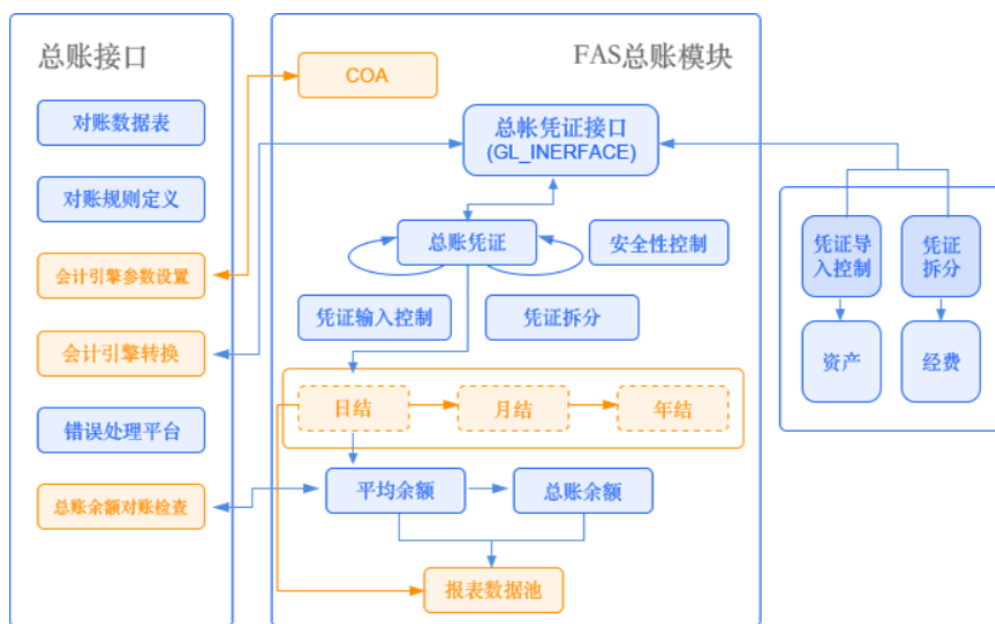 总账接口
对账数据表
对账规则定义
会计引擎参数设置
会计引擎转换
错误处理平台
总账余额对账检查
FAS总账模块
COA
总帐凭证接口
(GL_INERFACE)
总账凭证
安全性控制
凭证输入控制
凭证拆分
日结
月结
年结
平均余额
总账余额
报表数据池
凭证导
入控制
凭证
拆分
资产
经费